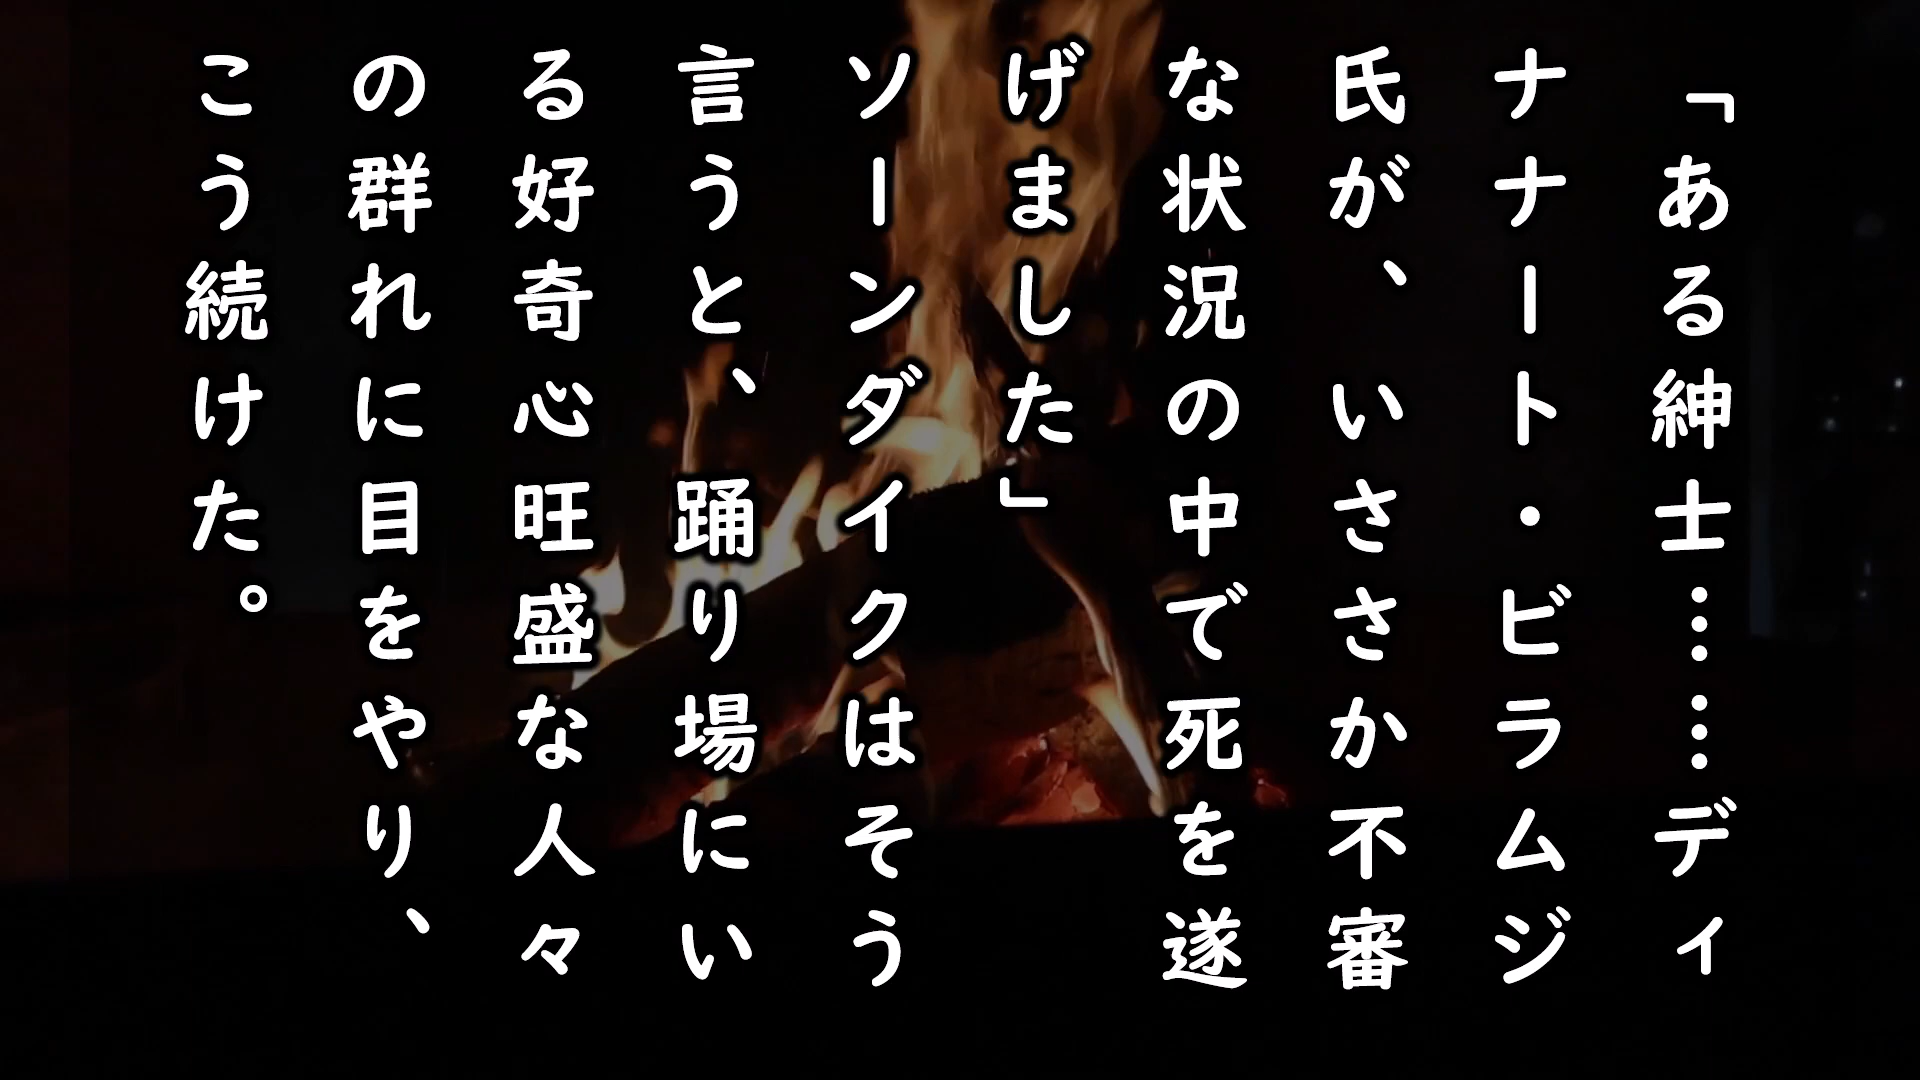 「ある紳士……ディ
ナナート・ビラムジ
氏が、いささか不審
な状況の中で死を遂
げました」
ソーンダイクはそう
言うと、踊り場にい
る好奇心旺盛な人々
の群れに目をやり、
こう続けた。